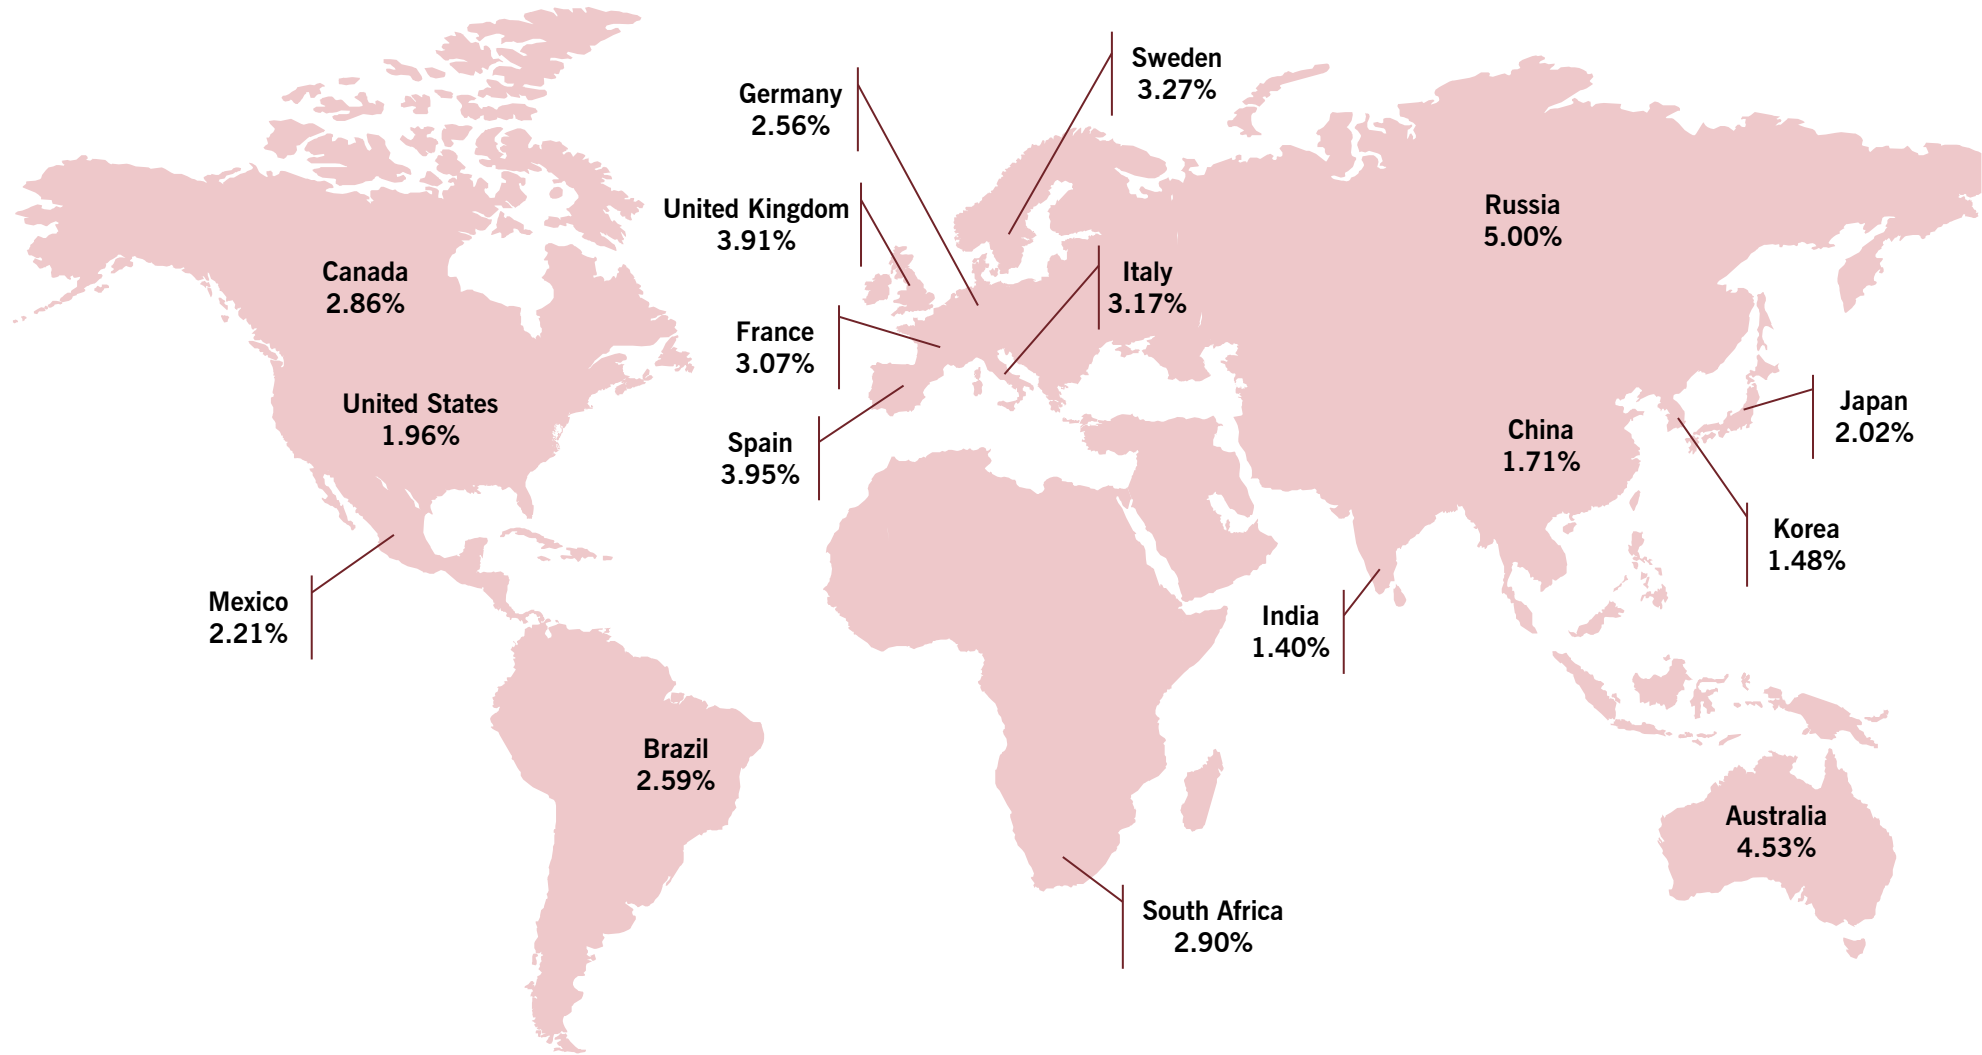 Sweden
3.27%
Germany
2.56%
United Kingdom
3.91%
Russia
5.00%
Canada
2.86%
Italy
3.17%
France
3.07%
United States
1.96%
Spain
3.95%
China
1.71%
Japan
2.02%
Korea
1.48%
Mexico
2.21%
India
1.40%
Brazil
2.59%
Australia
4.53%
South Africa
2.90%